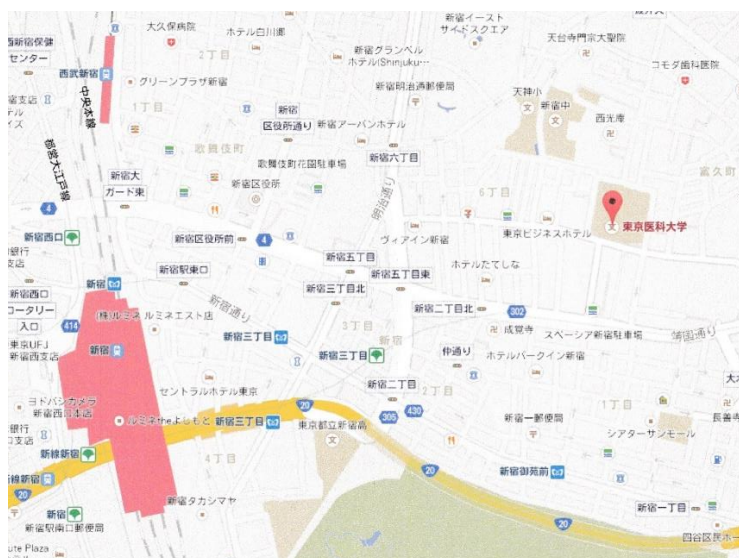 大久保病院
ホテル白川郷
新宿イースト
サイドスクエア
天台寺門宗大聖院
西新宿保健
センター
2丁目
新宿グランベル
ホテル(Shinjuku…
コモダ歯科医院
西武新宿
グリーンプラザ新宿
新宿明治通郵便局
天神小
新宿中
西光庵
中央本線
1丁目
新宿
区役所通り
新宿アーバンホテル
都営大江戸線
歌舞伎町
歌舞伎町花園駐車場
新宿六丁目
富久町
新宿大
ガード東
新宿区役所
明治通り
6丁目
4
新宿西口
新宿区役所前
4
ヴィアイン新宿
東京ビジネスホテル
東京医科大学
新宿五丁目
新宿駅東口
新宿五丁目東
ホテルたてしな
新宿
新宿三丁目北
新宿西口
ロータリー
入口
新宿通り
新宿二丁目北
302
(株)ルミネ ルミネエスト店
414
3丁目
新宿
成覚寺
スペーシア新宿駐車場
靖国通り
東京UFJ
新宿西支店
新宿
新宿三丁目
新宿三丁目
仲通り
ホテルパークイン新宿
セントラルホテル東京
新宿二丁目
2丁目
ヨドバシカメラ
新宿西口本店
20
305
430
新宿一郵便局
長善寺
ルミネtheよしもと
新宿三丁目
東京都立新宿高
シアターサンモール
新線新宿
4丁目
新線新宿
20
新宿御苑前
20
新宿タカシマヤ
新宿
新宿一丁目
新宿駅南口郵便局
20
四谷区民ホー
ute Plaza